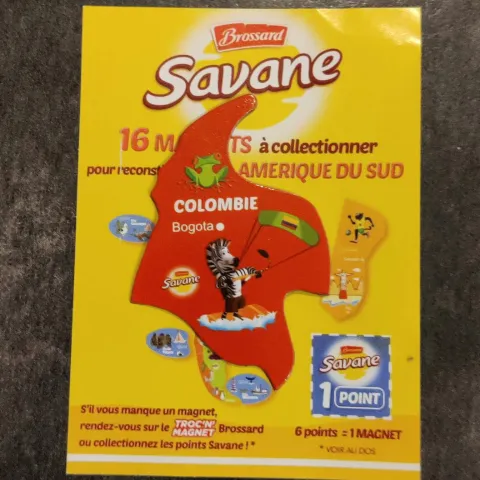 Brossard
Savane
16 M TS à collectionner
pour reconst AMERIQUE DU SUD
COLOMBIE
Bogota
Savane
Brossard
Savane
1 POINT
S'il vous manque un magnet,
rendez-vous sur le TROC'N' MAGNET Brossard
ou collectionnez les points Savane ! *
6 points = 1 MAGNET
* VOIR AU DOS